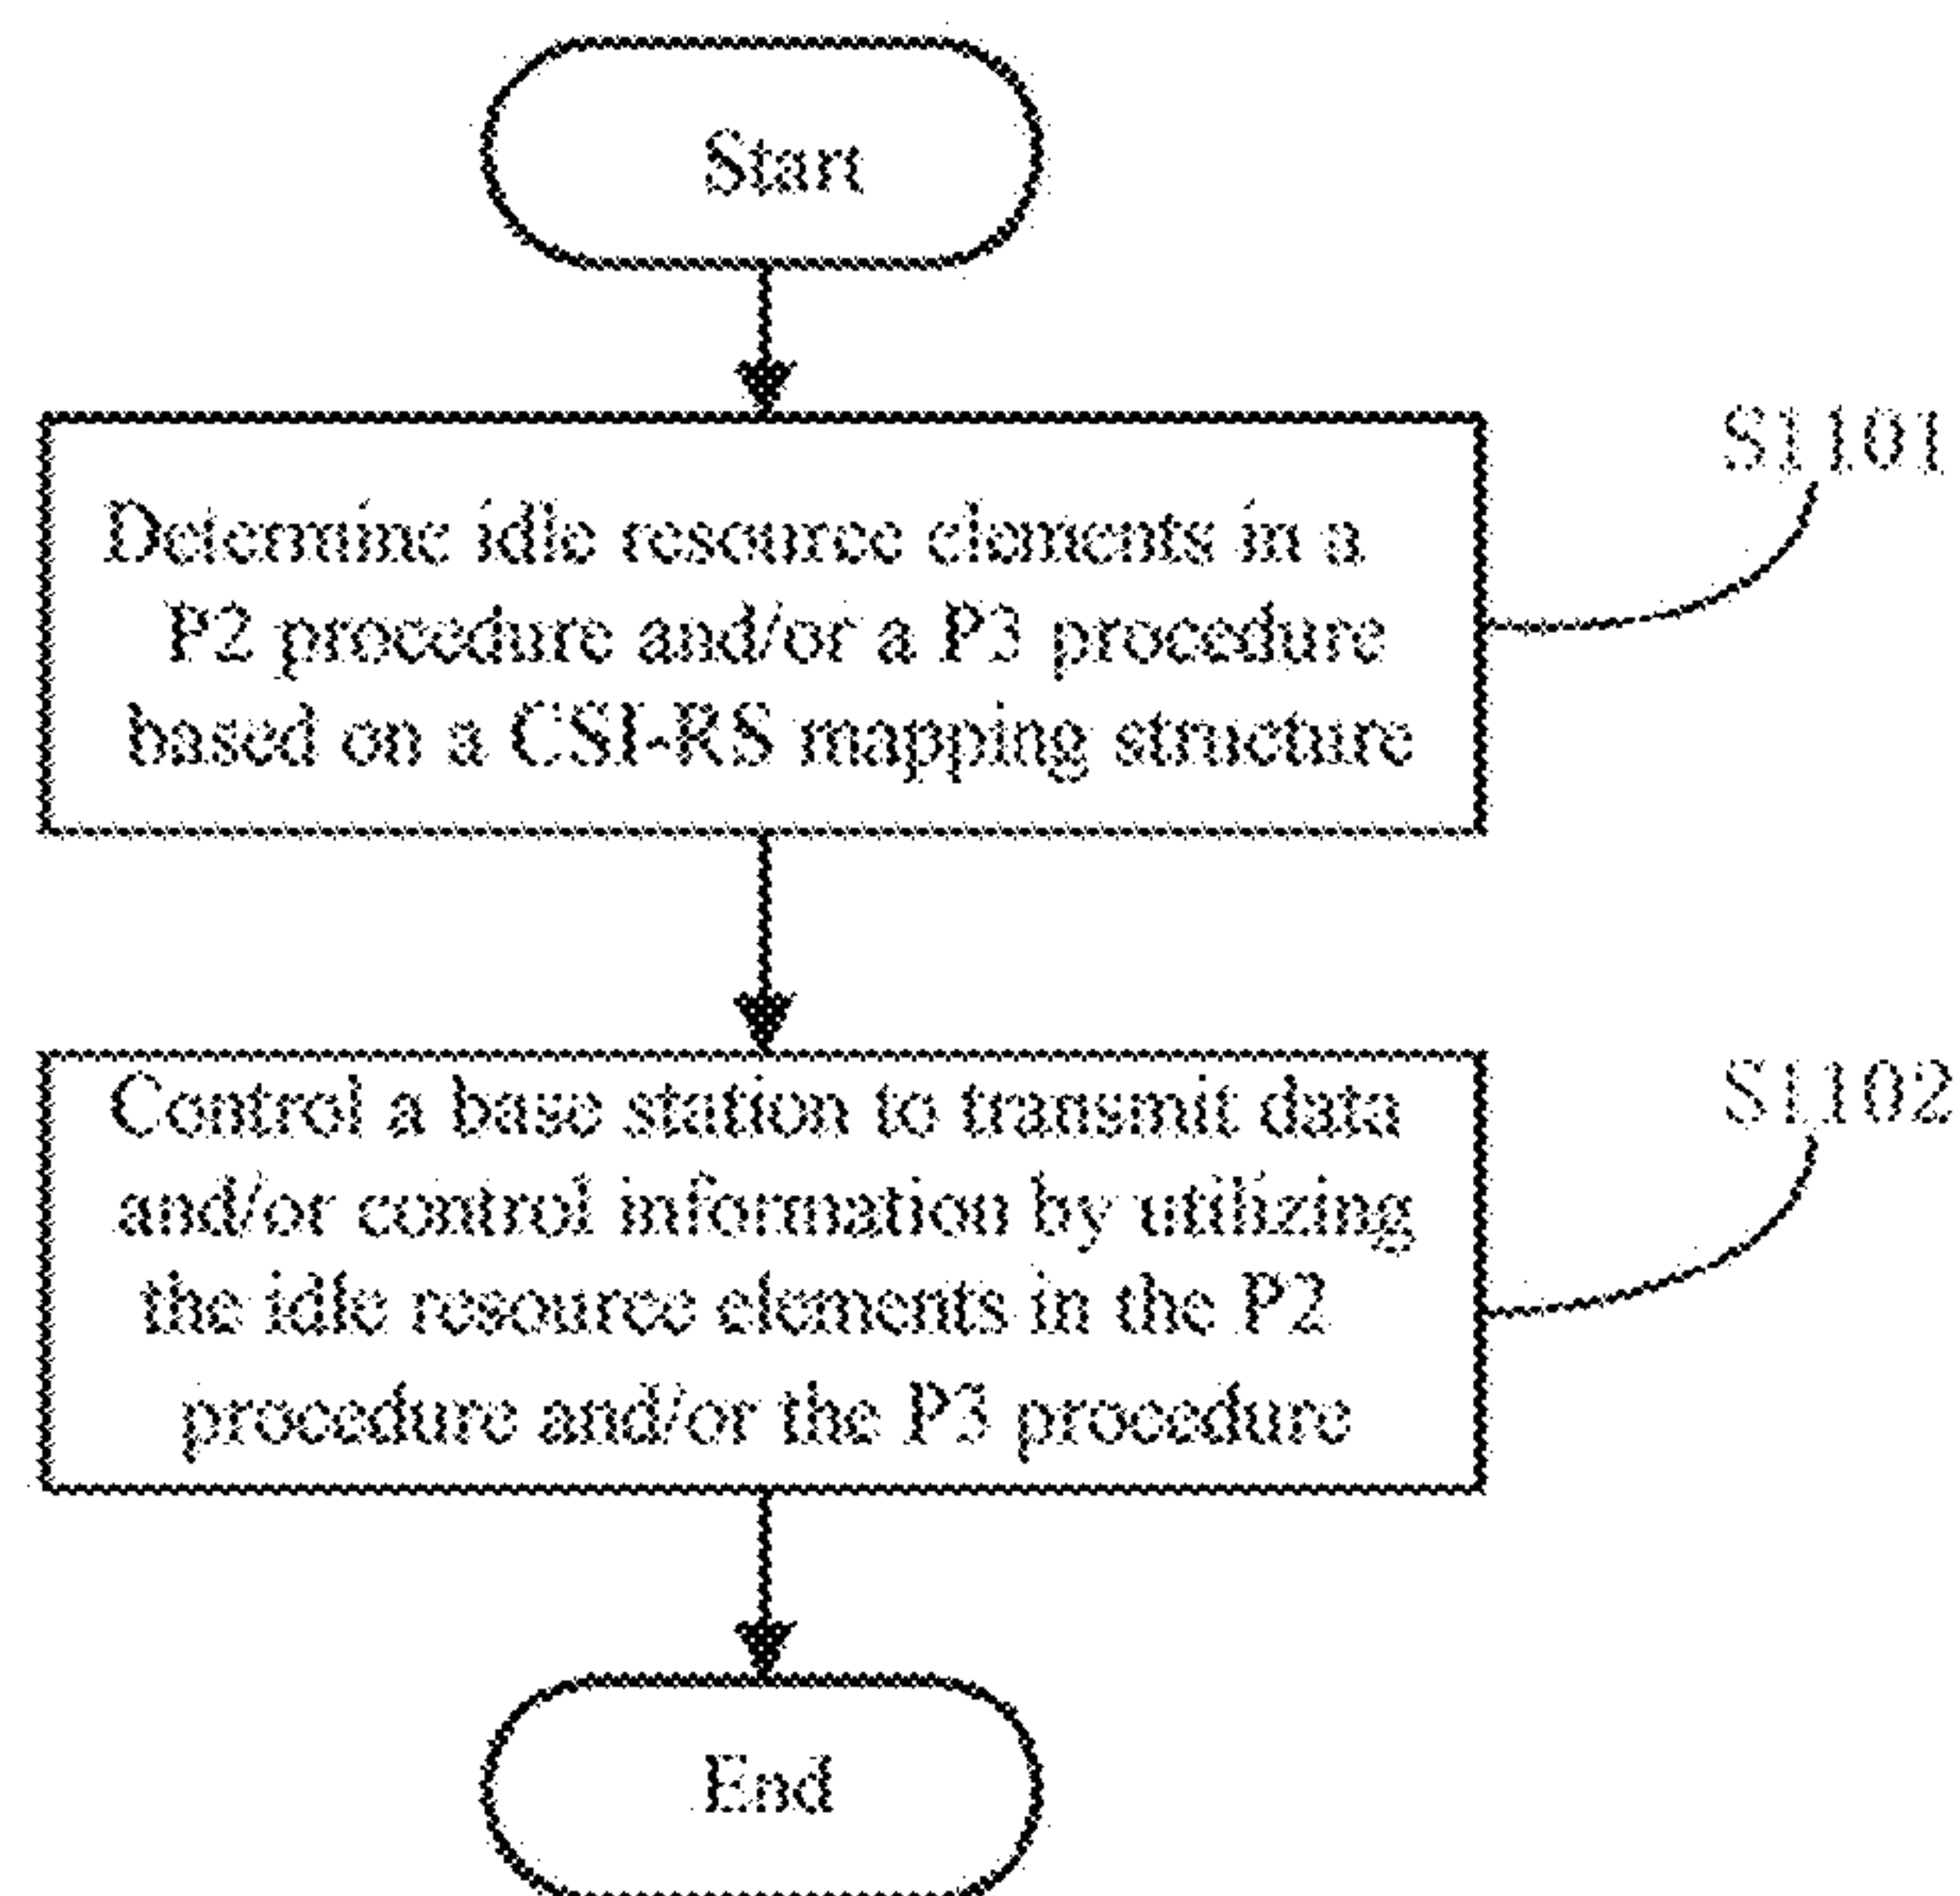 Start
S1101
Determine idle resource elements in a
P2 procedure and/or a P3 procedure
based on a CSI-RS mapping structure
S1102
Control a base station to transmit data
and/or control information by utilizing
the idle resource elements in the P2
procedure and/or the P3 procedure
End